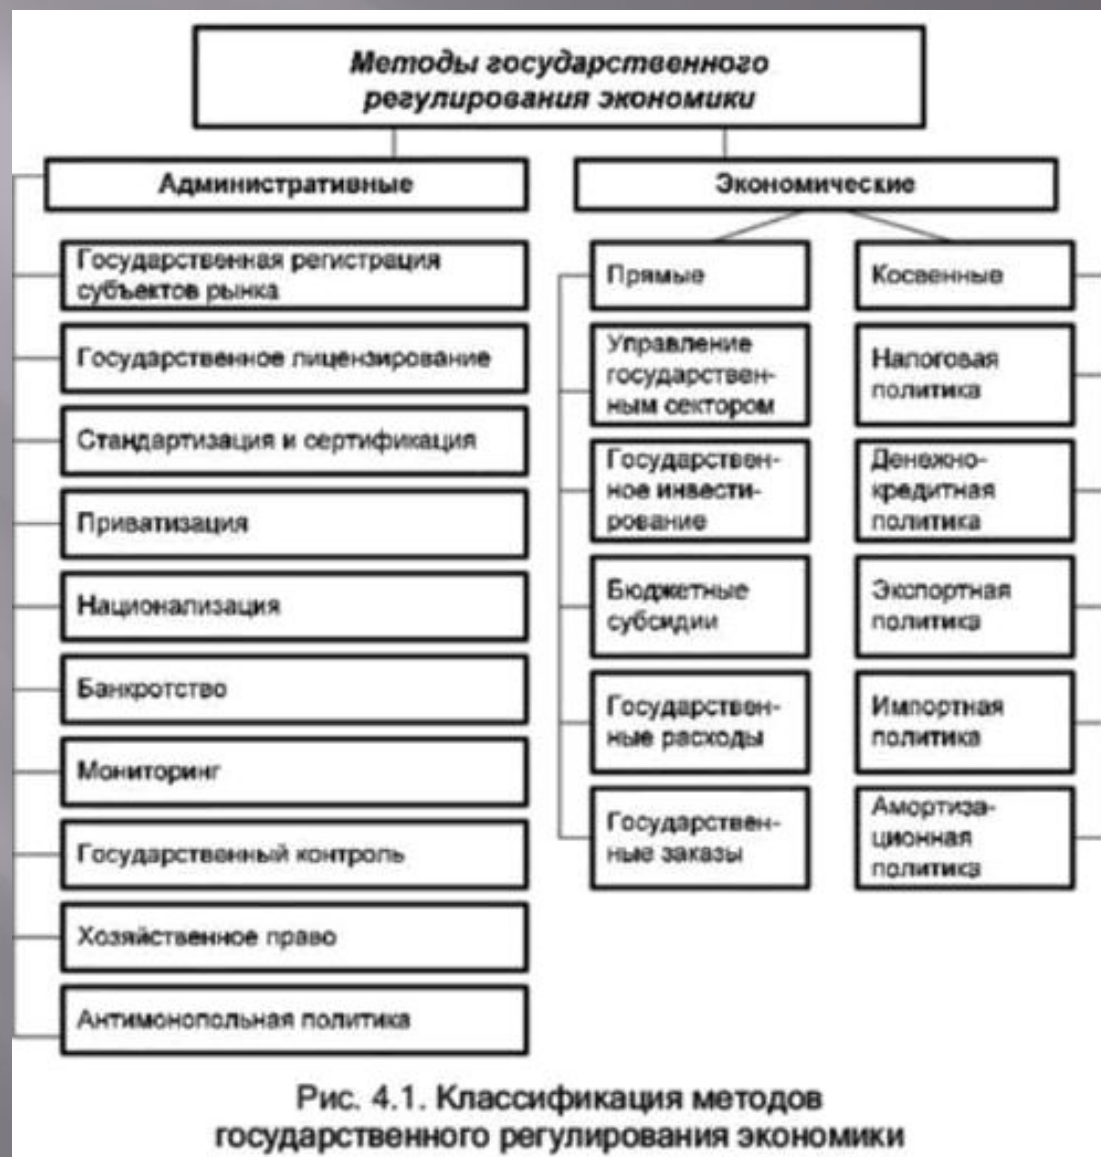 Методы государственного
регулирования экономики
Административные
Государственная регистрация
субъектов рынка
Государственное лицензирование
Стандартизация и сертификация
Приватизация
Национализация
Банкротство
Мониторинг
Государственный контроль
Хозяйственное право
Антимонопольная политика
Экономические
Прямые
Управление
государствен-
ным сектором
Государствен-
ное инвести-
рование
Бюджетные
субсидии
Государствен-
ные расходы
Государствен-
ные заказы
Косвенные
Налоговая
политика
Денежно-
кредитная
политика
Экспортная
политика
Импортная
политика
Амортиза-
ционная
политика
Рис. 4.1. Классификация методов
государственного регулирования экономики